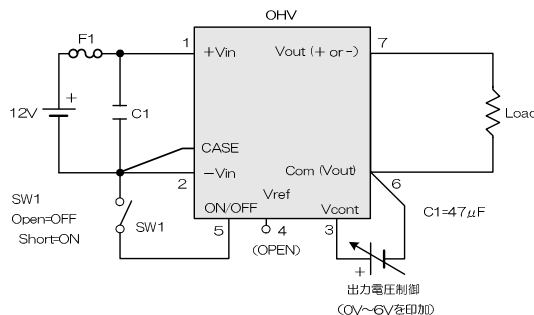 OHV
F1
1
+Vin
Vout (+ or -)
7
12V
+
C1
Load
CASE
-Vin
2
Com (Vout)
6
SW1
Open=OFF
Short=ON
SW1
Vref
ON/OFF
Vcont
5
4
3
(OPEN)
C1=47μF
+
出力電圧制御
(0V~6Vを印加)